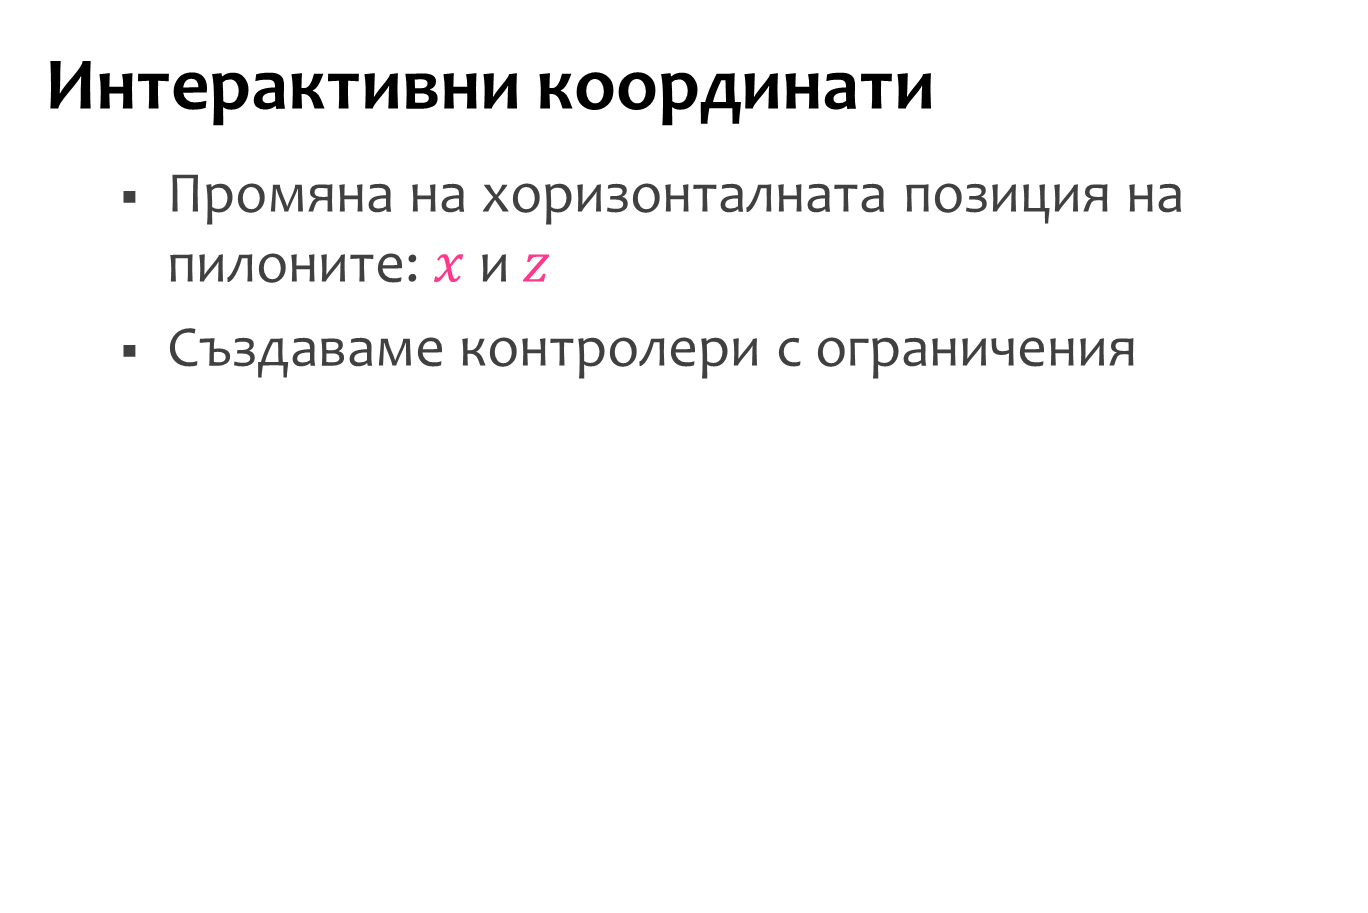 Интерактивни координати
▪ Промяна на хоризонталната позиция на
пилоните: x и z
▪ Създаваме контролери с ограничения